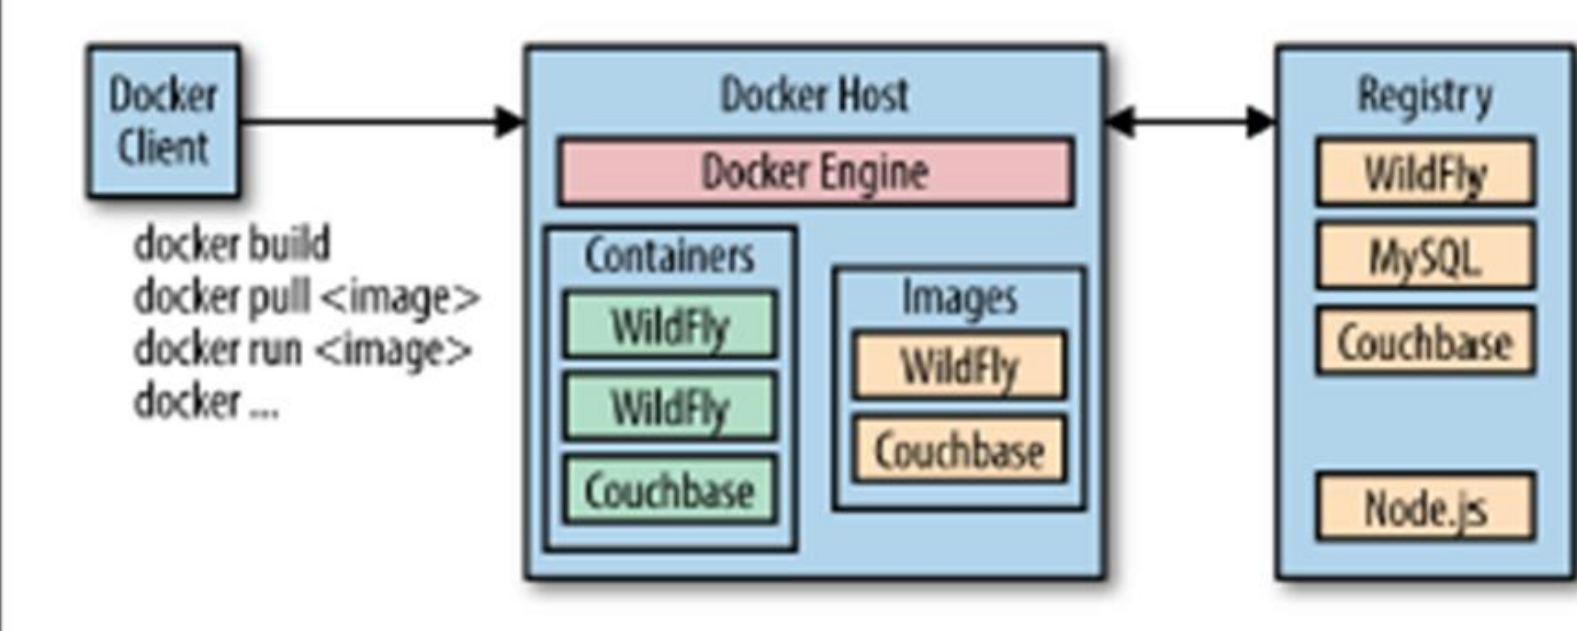 Docker
Client
docker build
docker pull <image>
docker run <image>
docker ...
Docker Host
Docker Engine
Containers
WildFly
WildFly
Couchbase
Images
WildFly
Couchbase
Registry
WildFly
MySQL
Couchbase
Node.js